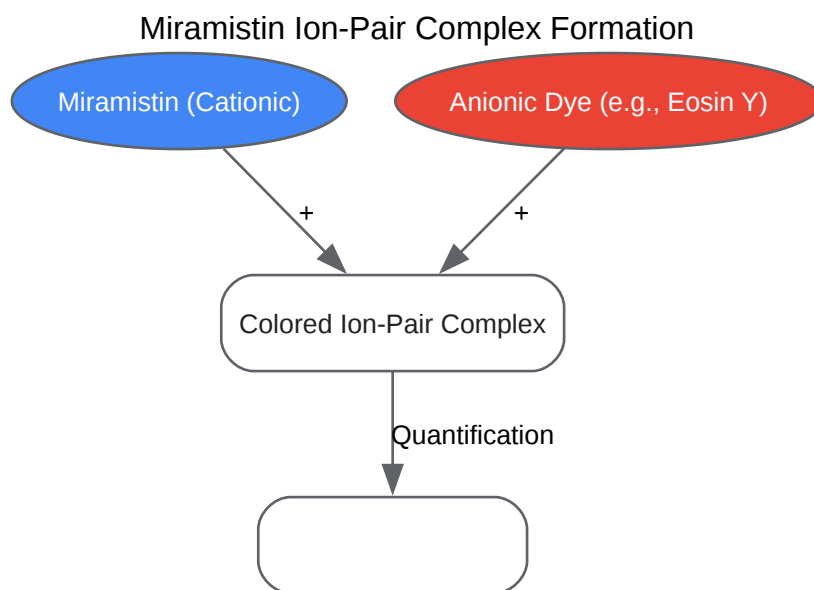 Miramistin Ion-Pair Complex Formation
Miramistin (Cationic)
Anionic Dye (e.g., Eosin Y)
+
+
Colored Ion-Pair Complex
Quantification